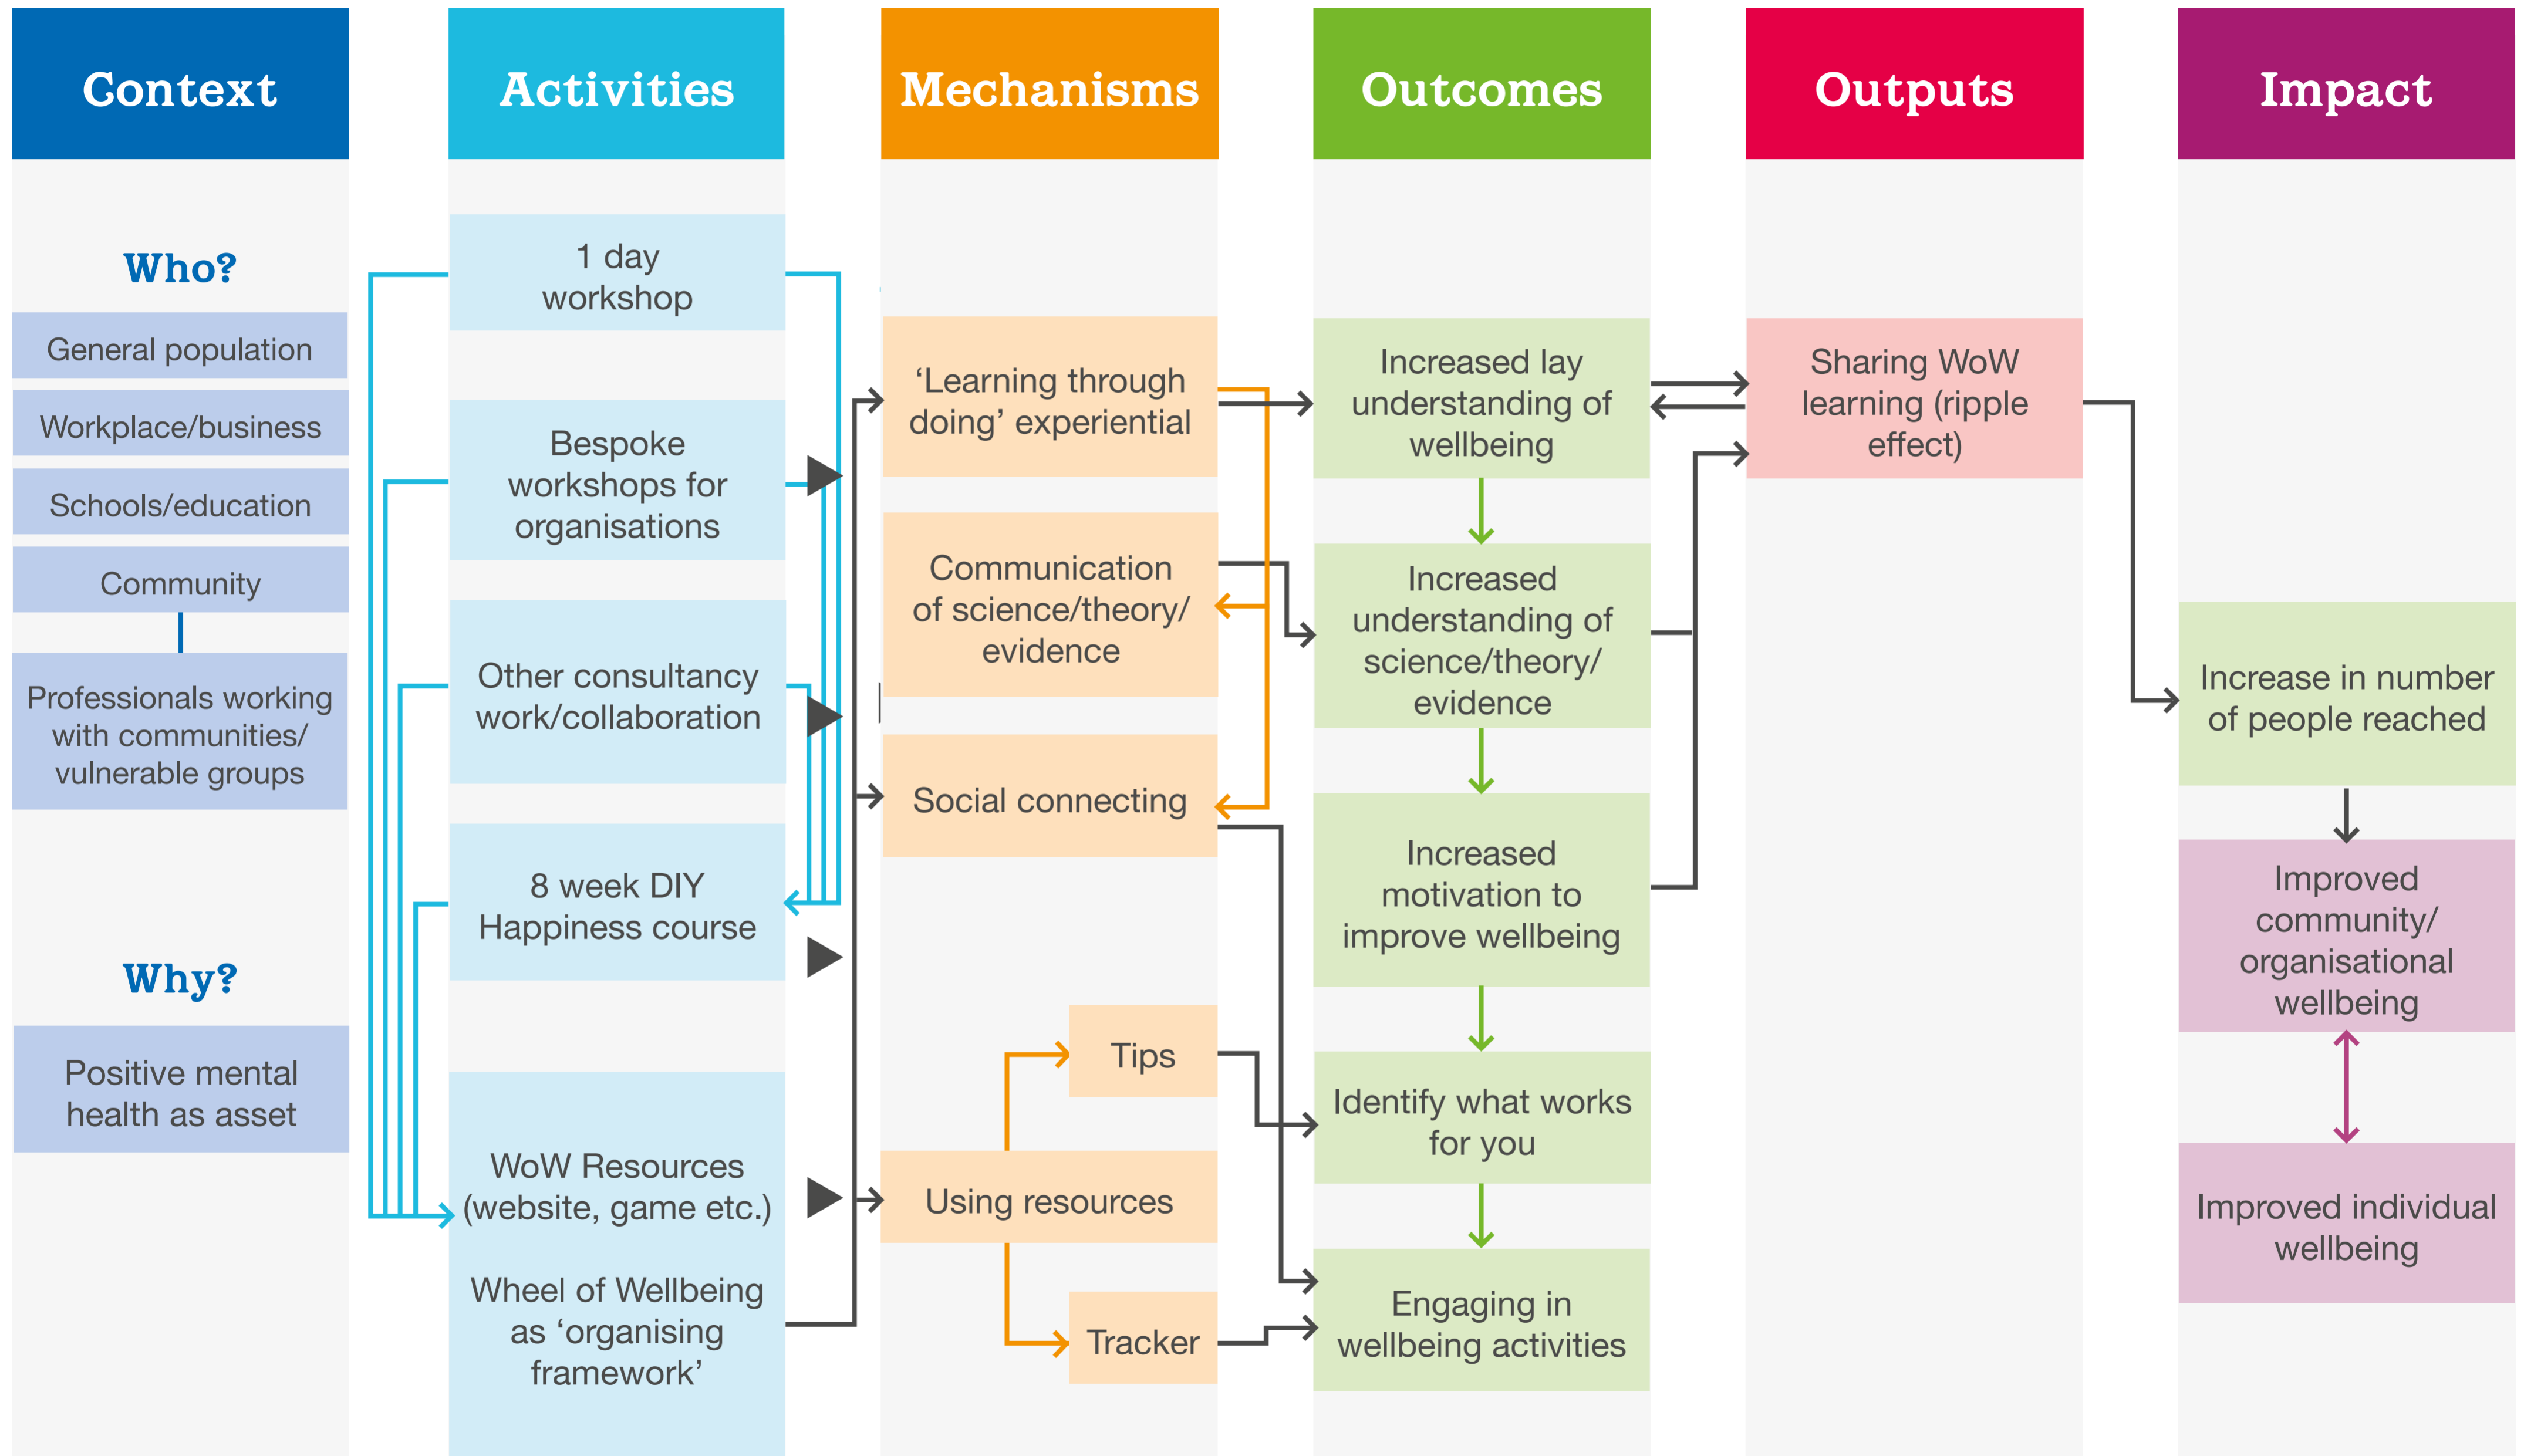 Context
Activities
Mechanisms
Outcomes
Outputs
Impact
Who?
General population
Workplace/business
Schools/education
Community
Professionals working
with communities/
vulnerable groups
Why?
Positive mental
health as asset
1 day
workshop
Bespoke
workshops for
organisations
Other consultancy
work/collaboration
8 week DIY
Happiness course
WoW Resources
(website, game etc.)
Wheel of Wellbeing
as ‘organising
framework’
‘Learning through
doing’ experiential
Communication
of science/theory/
evidence
Social connecting
Tips
Using resources
Tracker
Increased lay
understanding of
wellbeing
Increased
understanding of
science/theory/
evidence
Increased
motivation to
improve wellbeing
Identify what works
for you
Engaging in
wellbeing activities
Sharing WoW
learning (ripple
effect)
Increase in number
of people reached
Improved
community/
organisational
wellbeing
Improved individual
wellbeing